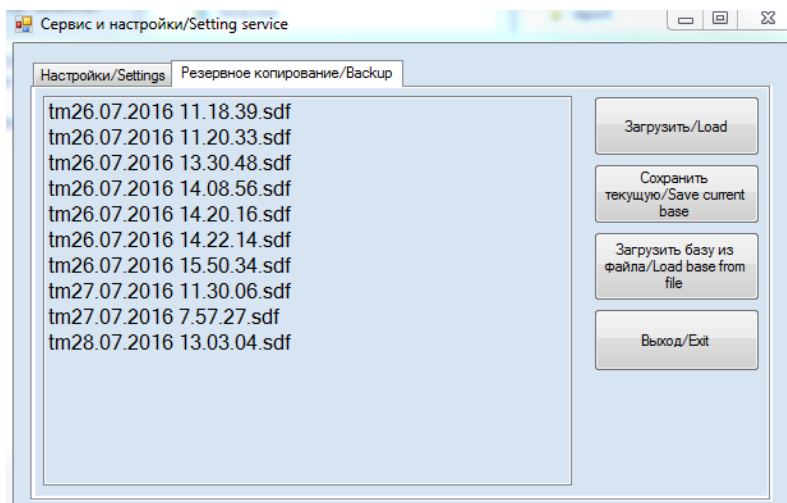 Сервис и настройки/Setting service
Настройки/Settings
Резервное копирование/Backup
tm26.07.2016 11.18.39.sdf
tm26.07.2016 11.20.33.sdf
tm26.07.2016 13.30.48.sdf
tm26.07.2016 14.08.56.sdf
tm26.07.2016 14.20.16.sdf
tm26.07.2016 14.22.14.sdf
tm26.07.2016 15.50.34.sdf
tm27.07.2016 11.30.06.sdf
tm27.07.2016 7.57.27.sdf
tm28.07.2016 13.03.04.sdf
Загрузить/Load
Сохранить
текущую/Save current
base
Загрузить базу из
файла/Load base from
file
Выход/Exit